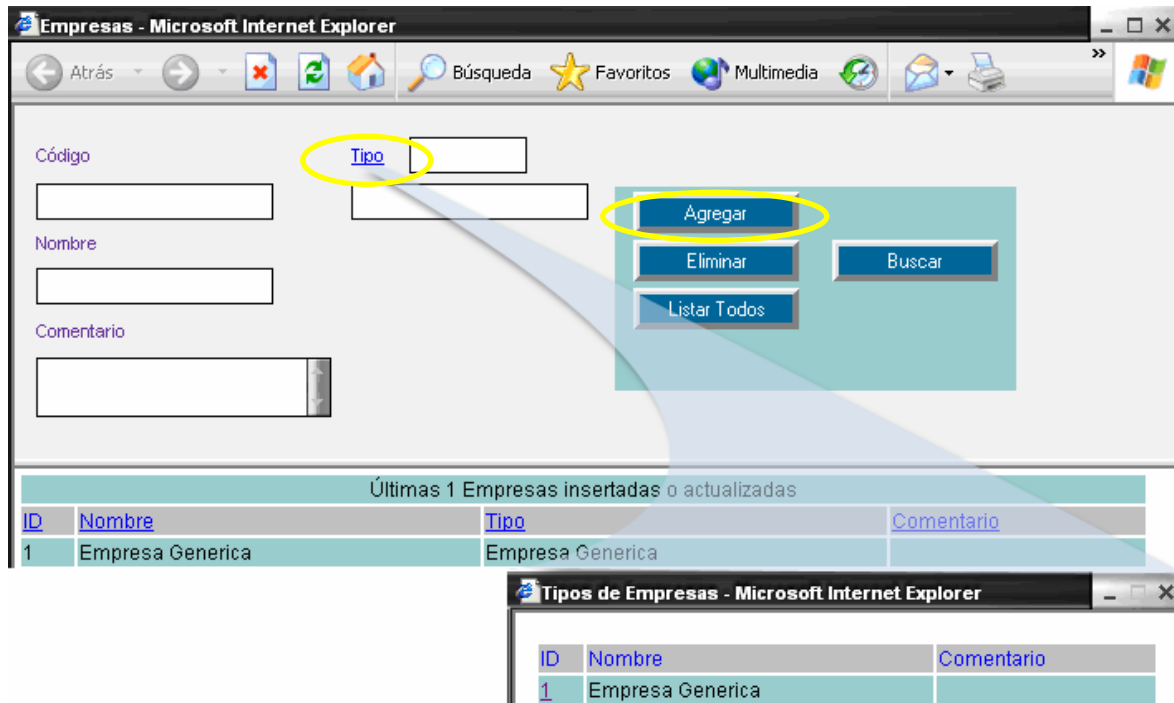 Empresas - Microsoft Internet Explorer
Atrás Búsqueda Favoritos Multimedia »
Código Tipo
Agregar
Nombre
Eliminar Buscar
Listar Todos
Comentario
Últimas 1 Empresas insertadas o actualizadas
ID Nombre Tipo Comentario
1 Empresa Generica Empresa Generica
Tipos de Empresas - Microsoft Internet Explorer
ID Nombre Comentario
1 Empresa Generica